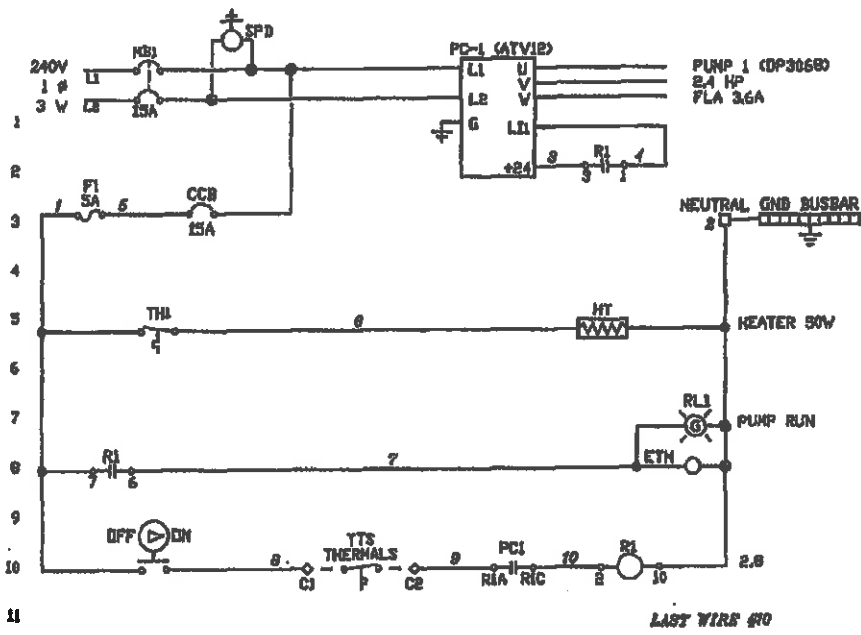 SPD
240V L1 MB1 PC-1 (ATV12)
L1 U PUMP 1 (DP3068)
1 ø V 2.4 HP
3 W L2 15A L2 W FLA 3.6A
1 G LI1
2 +24 3 3 R1 1 4
3 1 F1 5A 5 CCB 15A NEUTRAL 2 GND BUSBAR
4
5 TH1 6 HT HEATER 50W
6
7 RL1 G PUMP RUN
8 7 R1 6 7 ETM
9
10 OFF ON 8 C1 TTS THERMALS C2 9 PC1 R1A R1C 10 2 R1 10 2.8
11 LAST WIRE #10